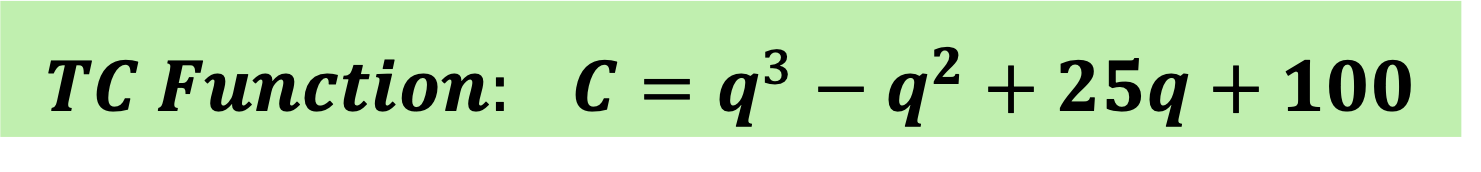 TC Function: C = q³ − q² + 25q + 100